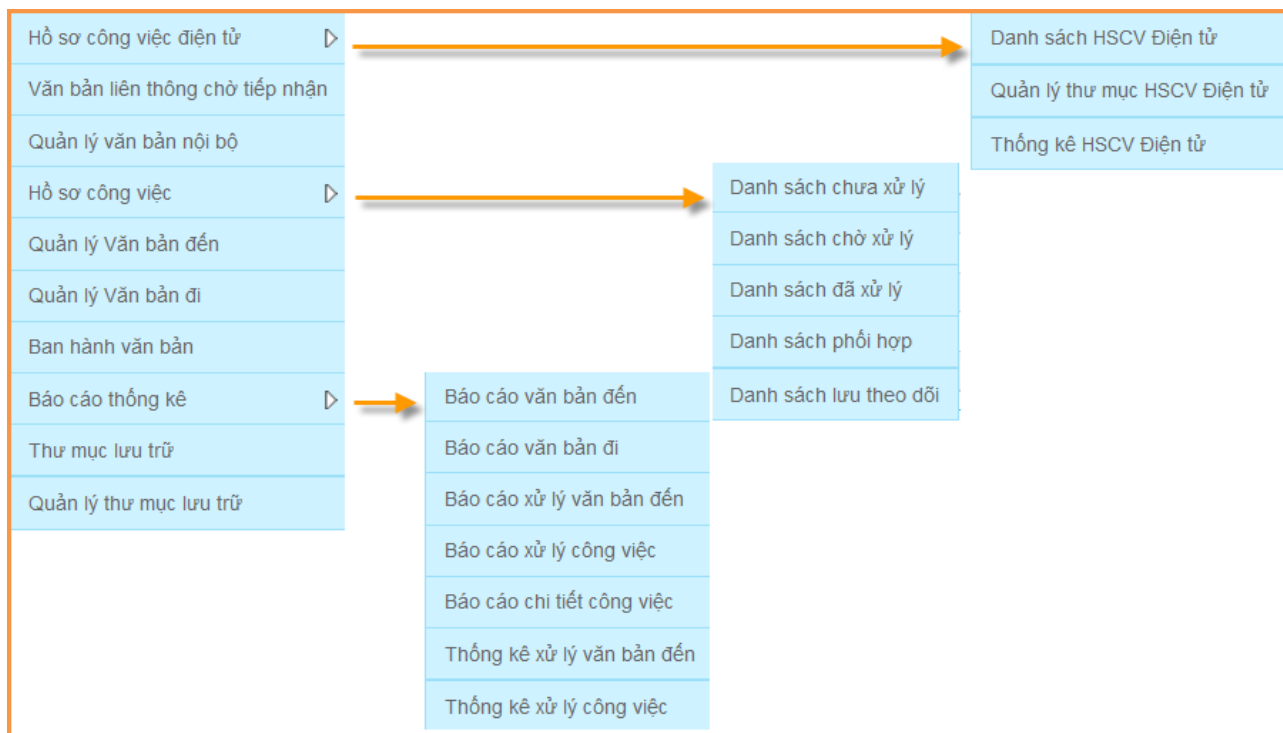 Hồ sơ công việc điện tử
Văn bản liên thông chờ tiếp nhận
Quản lý văn bản nội bộ
Hồ sơ công việc
Quản lý Văn bản đến
Quản lý Văn bản đi
Ban hành văn bản
Báo cáo thống kê
Thư mục lưu trữ
Quản lý thư mục lưu trữ
Báo cáo văn bản đến
Báo cáo văn bản đi
Báo cáo xử lý văn bản đến
Báo cáo xử lý công việc
Báo cáo chi tiết công việc
Thống kê xử lý văn bản đến
Thống kê xử lý công việc
Danh sách chưa xử lý
Danh sách chờ xử lý
Danh sách đã xử lý
Danh sách phối hợp
Danh sách lưu theo dõi
Danh sách HSCV Điện tử
Quản lý thư mục HSCV Điện tử
Thống kê HSCV Điện tử